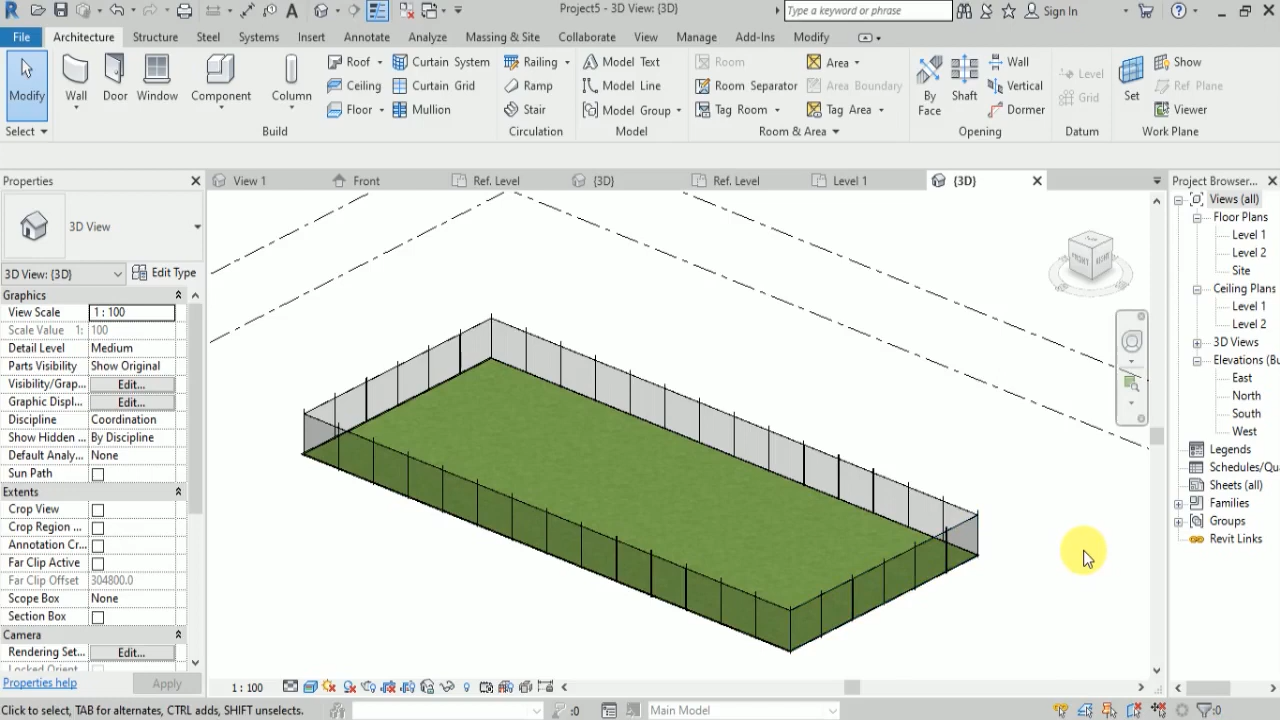 Project5 - 3D View: {3D}
Type a keyword or phrase
Sign In
File Architecture Structure Steel Systems Insert Annotate Analyze Massing & Site Collaborate View Manage Add-Ins Modify
Modify
Wall
Door
Window
Component
Column
Roof
Ceiling
Floor
Curtain System
Curtain Grid
Mullion
Railing
Ramp
Stair
Model Text
Model Line
Model Group
Room
Room Separator
Tag Room
Area
Area Boundary
Tag Area
By
Face
Shaft
Wall
Vertical
Dormer
Level
Grid
Set
Show
Ref Plane
Viewer
Select
Build
Circulation
Model
Room & Area
Opening
Datum
Work Plane
Properties
View 1
Front
Ref. Level
{3D}
Ref. Level
Level 1
{3D}
Project Browser...
3D View
3D View: {3D}
Edit Type
Graphics
View Scale 1 : 100
Scale Value 1: 100
Detail Level Medium
Parts Visibility Show Original
Visibility/Grap... Edit...
Graphic Displ... Edit...
Discipline Coordination
Show Hidden ... By Discipline
Default Analy... None
Sun Path
Extents
Crop View
Crop Region ...
Annotation Cr...
Far Clip Active
Far Clip Offset 304800.0
Scope Box None
Section Box
Camera
Rendering Set... Edit...
Locked Orient
Properties help
Apply
FRONT
RIGHT
Views (all)
Floor Plans
Level 1
Level 2
Site
Ceiling Plans
Level 1
Level 2
3D Views
Elevations (Bu
East
North
South
West
Legends
Schedules/Qua
Sheets (all)
Families
Groups
Revit Links
1 : 100
Click to select, TAB for alternates, CTRL adds, SHIFT unselects.
:0
Main Model
:0